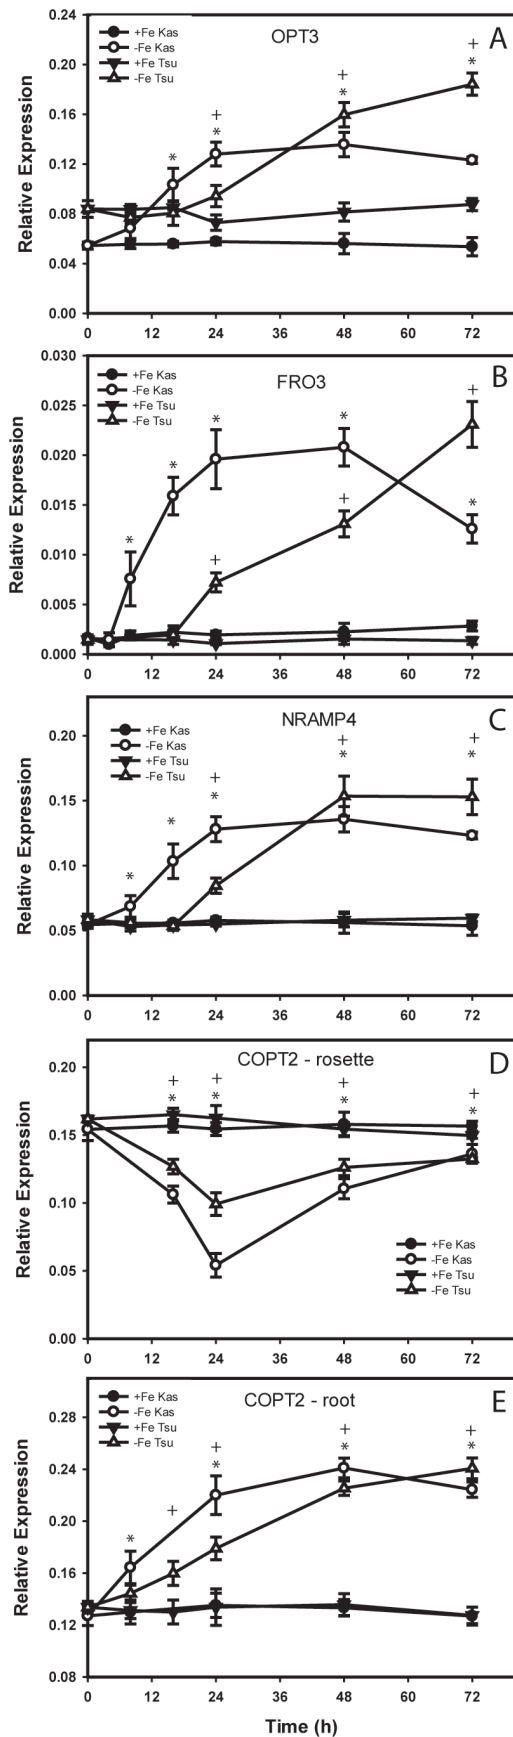 0.24
+Fe Kas
-Fe Kas
+Fe Tsu
-Fe Tsu
OPT3
A
0.20
+
*
+
*
0.16
+
*
*
0.12
0.08
0.04
0.00
Relative Expression
0 12 24 36 48 60 72
0.030
+Fe Kas
-Fe Kas
+Fe Tsu
-Fe Tsu
FRO3
B
0.025
+
*
*
0.020
*
+
*
0.015
*
0.010
+
0.005
0.000
Relative Expression
0 12 24 36 48 60 72
+Fe Kas
-Fe Kas
+Fe Tsu
-Fe Tsu
NRAMP4
C
0.20
+
*
+
*
+
*
0.15
*
0.10
*
0.05
0.00
Relative Expression
0 12 24 36 48 60 72
0.20
COPT2 - rosette
D
+
*
+
*
+
*
+
*
0.15
0.10
+Fe Kas
-Fe Kas
+Fe Tsu
-Fe Tsu
0.05
0.00
Relative Expression
0 12 24 36 48 60 72
+Fe Kas
-Fe Kas
+Fe Tsu
-Fe Tsu
COPT2 - root
E
0.28
+
*
+
*
+
*
0.24
0.20
+
*
0.16
0.12
0.08
Relative Expression
0 12 24 36 48 60 72
Time (h)